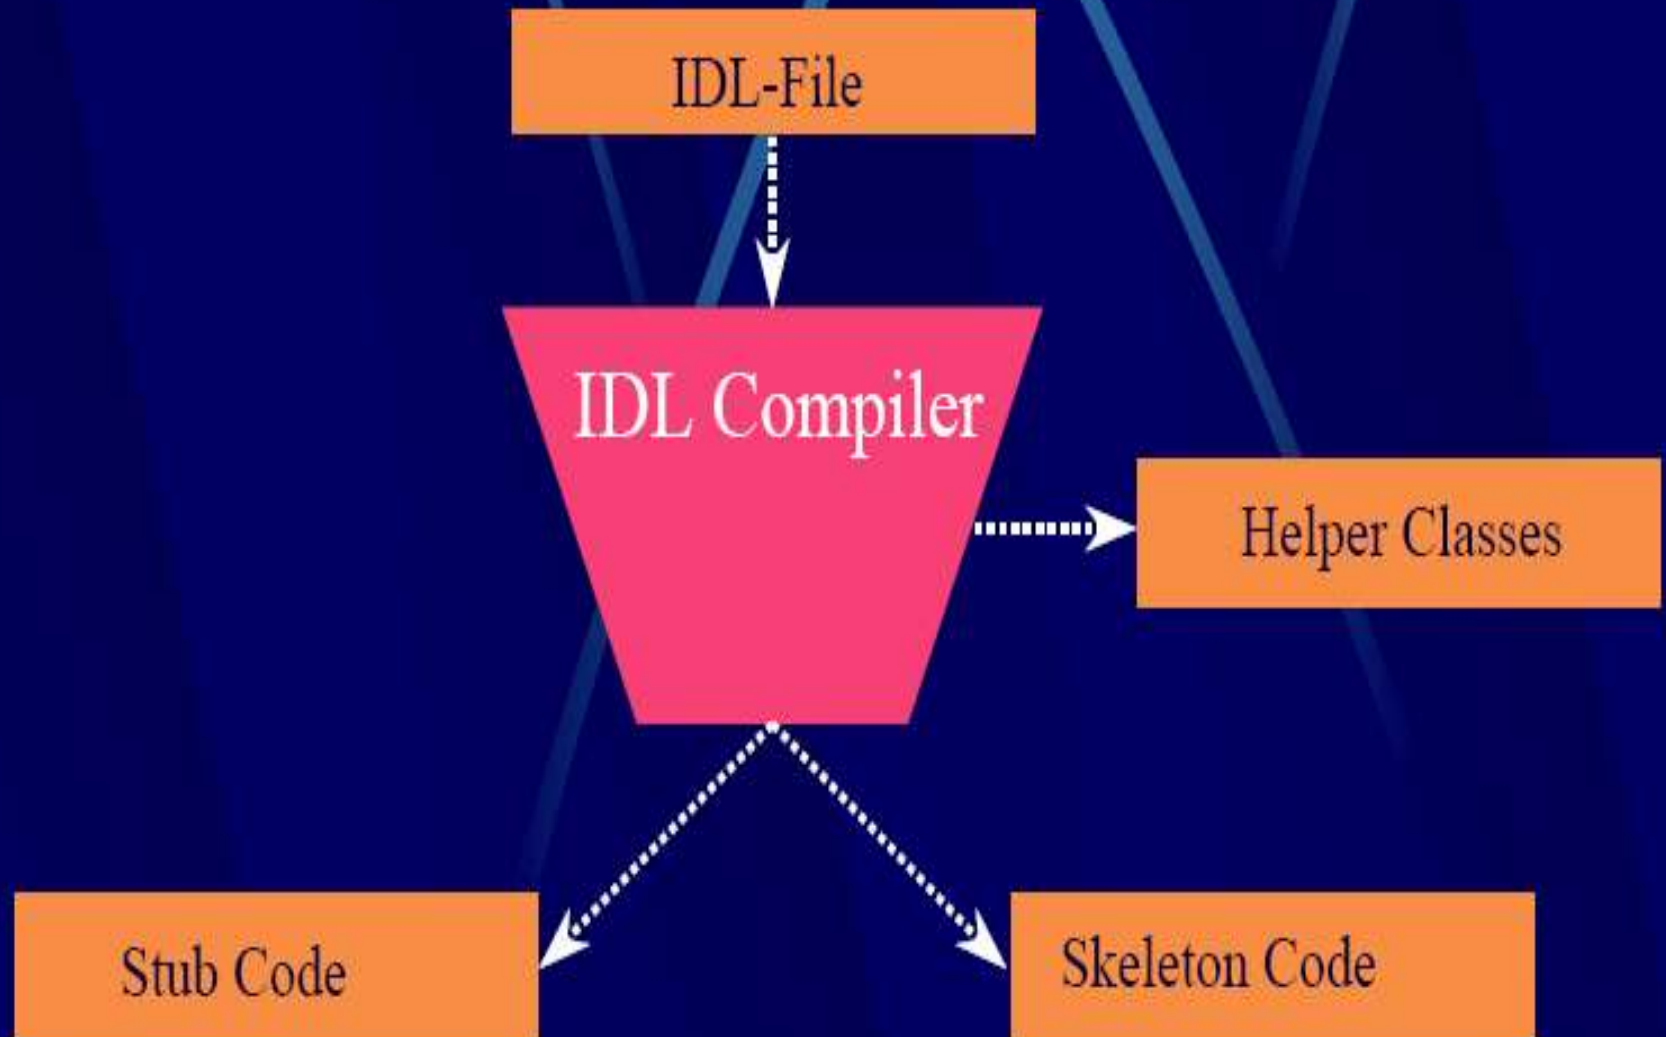 IDL-File
IDL Compiler
Helper Classes
Stub Code
Skeleton Code